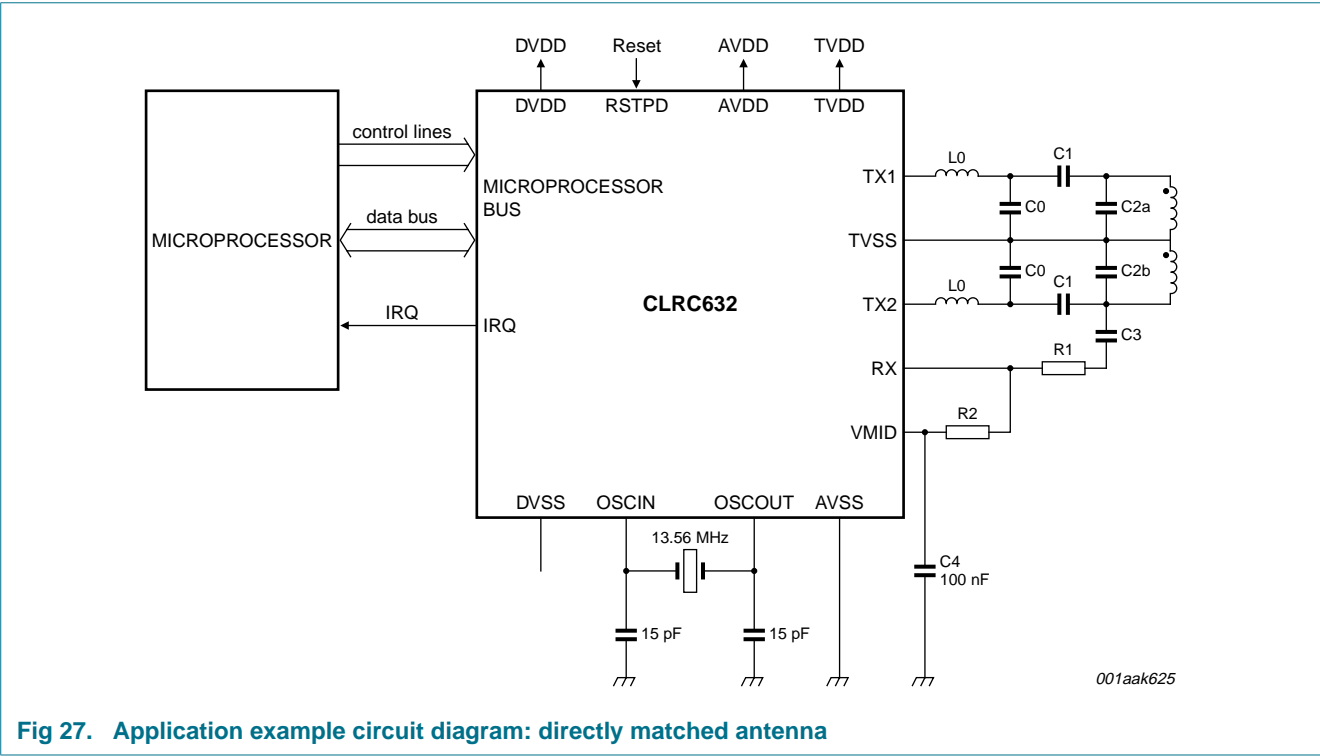 DVDD
Reset
AVDD
TVDD
DVDD
RSTPD
AVDD
TVDD
control lines
L0
C1
TX1
MICROPROCESSOR
BUS
C0
C2a
data bus
MICROPROCESSOR
TVSS
C0
C2b
L0
C1
CLRC632
TX2
IRQ
IRQ
C3
R1
RX
R2
VMID
DVSS
OSCIN
OSCOUT
AVSS
13.56 MHz
C4
100 nF
15 pF
15 pF
001aak625
Fig 27. Application example circuit diagram: directly matched antenna